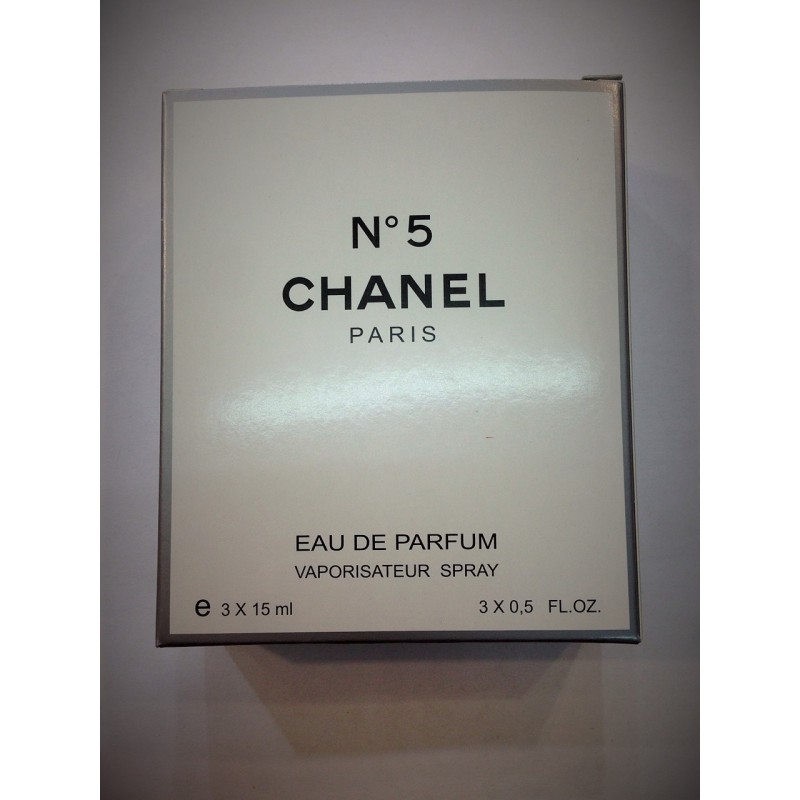 N°5
CHANEL
PARIS
EAU DE PARFUM
VAPORISATEUR SPRAY
e 3 X 15 ml 3 X 0,5 FL.OZ.